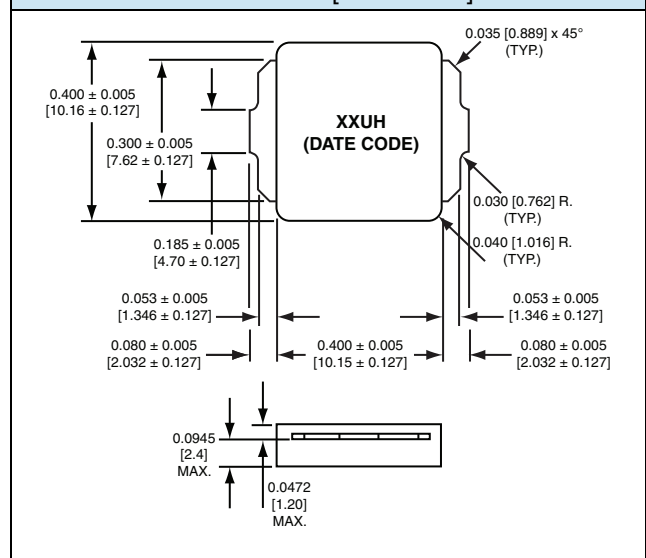 0.035 [0.889] x 45°
(TYP.)
0.400 ± 0.005
[10.16 ± 0.127]
0.300 ± 0.005
[7.62 ± 0.127]
XXUH
(DATE CODE)
0.030 [0.762] R.
(TYP.)
0.185 ± 0.005
[4.70 ± 0.127]
0.040 [1.016] R.
(TYP.)
0.053 ± 0.005
[1.346 ± 0.127]
0.053 ± 0.005
[1.346 ± 0.127]
0.080 ± 0.005
[2.032 ± 0.127]
0.400 ± 0.005
[10.15 ± 0.127]
0.080 ± 0.005
[2.032 ± 0.127]
0.0945
[2.4]
MAX.
0.0472
[1.20]
MAX.